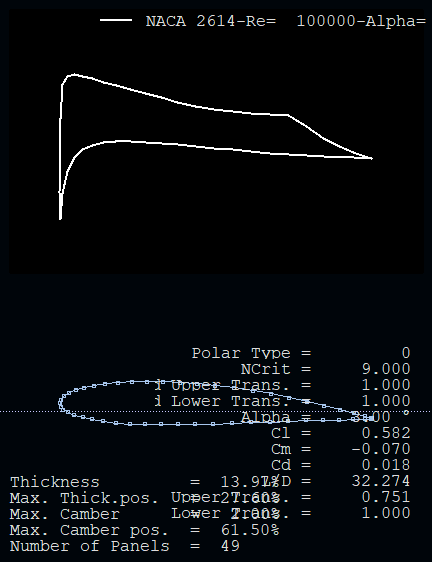 NACA 2614-Re= 100000-Alpha=
Polar Type = 0
NCrit = 9.000
Upper Trans. = 1.000
Lower Trans. = 1.000
Alpha = °
Cl = 0.582
Cm = -0.070
Cd = 0.018
L/D = 32.274
Upper Trans. = 0.751
Lower Trans. = 1.000
Thickness = 13.97%
Max. Thick.pos. = 27.60%
Max. Camber = 2.00%
Max. Camber pos. = 61.50%
Number of Panels = 49